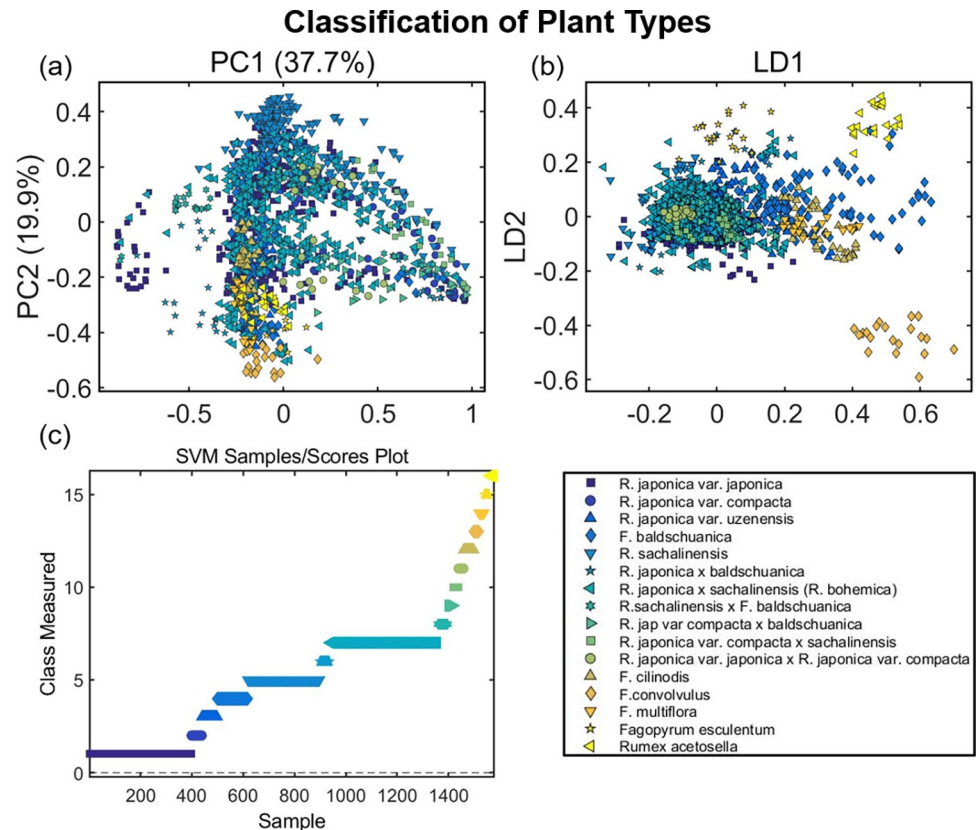 Classification of Plant Types
(a)
PC1 (37.7%)
(b)
LD1
PC2 (19.9%)
0.4
0.2
0
-0.2
-0.4
-0.6
-0.5
0
0.5
1
LD2
0.4
0.2
0
-0.2
-0.4
-0.6
-0.2
0
0.2
0.4
0.6
(c)
SVM Samples/Scores Plot
Class Measured
15
10
5
0
200
400
600
800
1000
1200
1400
Sample
R. japonica var. japonica
R. japonica var. compacta
R. japonica var. uzenensis
F. baldschuanica
R. sachalinensis
R. japonica x baldschuanica
R. japonica x sachalinensis (R. bohemica)
R.sachalinensis x F. baldschuanica
R. jap var compacta x baldschuanica
R. japonica var. compacta x sachalinensis
R. japonica var. japonica x R. japonica var. compacta
F. cilinodis
F.convolvulus
F. multiflora
Fagopyrum esculentum
Rumex acetosella